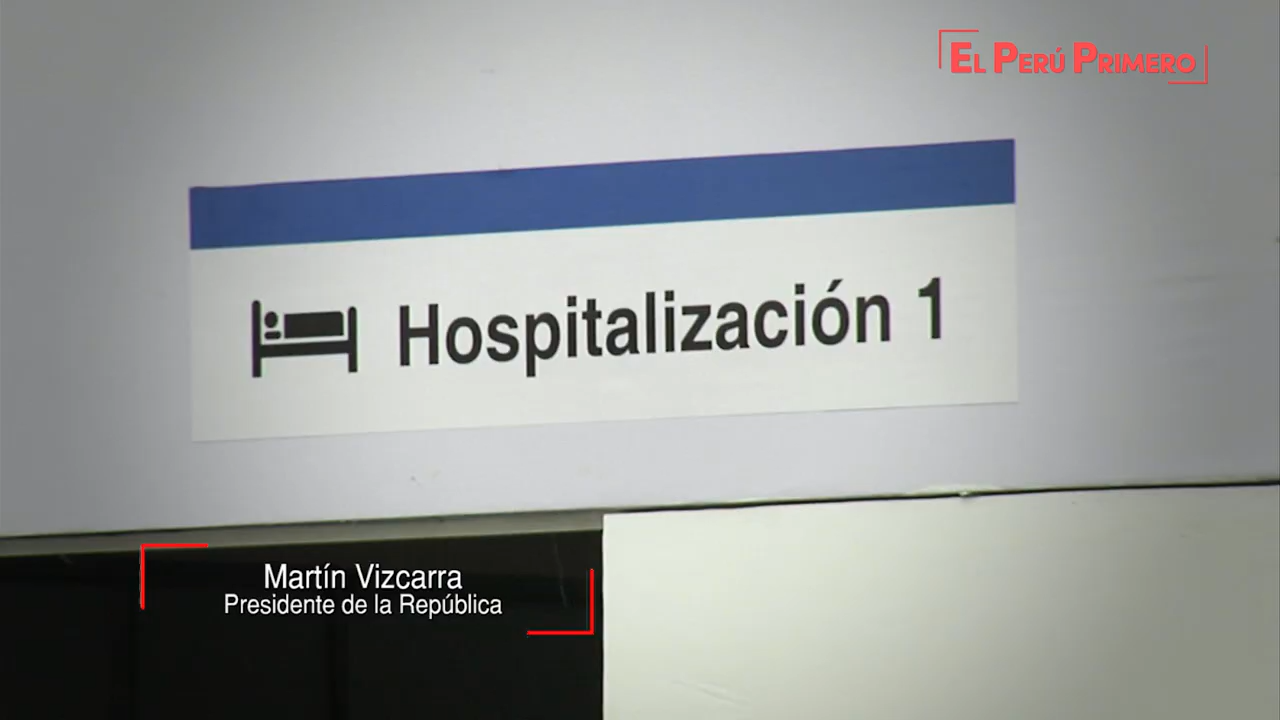 EL PERÚ PRIMERO
Hospitalización 1
Martín Vizcarra
Presidente de la República